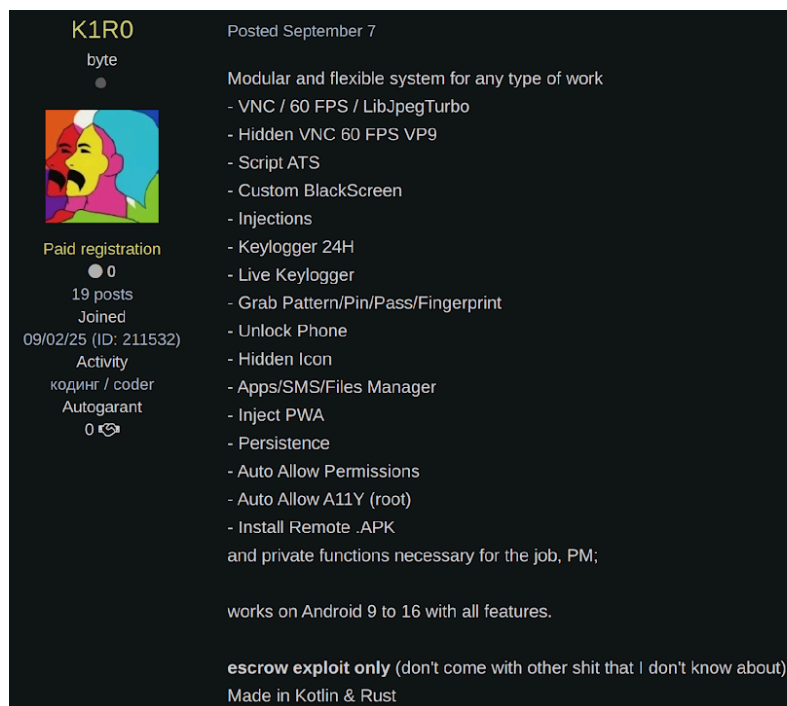 K1R0
byte
Paid registration
0
19 posts
Joined
09/02/25 (ID: 211532)
Activity
кодинг / coder
Autogarant
0
Posted September 7
Modular and flexible system for any type of work
- VNC / 60 FPS / LibJpegTurbo
- Hidden VNC 60 FPS VP9
- Script ATS
- Custom BlackScreen
- Injections
- Keylogger 24H
- Live Keylogger
- Grab Pattern/Pin/Pass/Fingerprint
- Unlock Phone
- Hidden Icon
- Apps/SMS/Files Manager
- Inject PWA
- Persistence
- Auto Allow Permissions
- Auto Allow A11Y (root)
- Install Remote .APK
and private functions necessary for the job, PM;
works on Android 9 to 16 with all features.
escrow exploit only (don't come with other shit that I don't know about)
Made in Kotlin & Rust